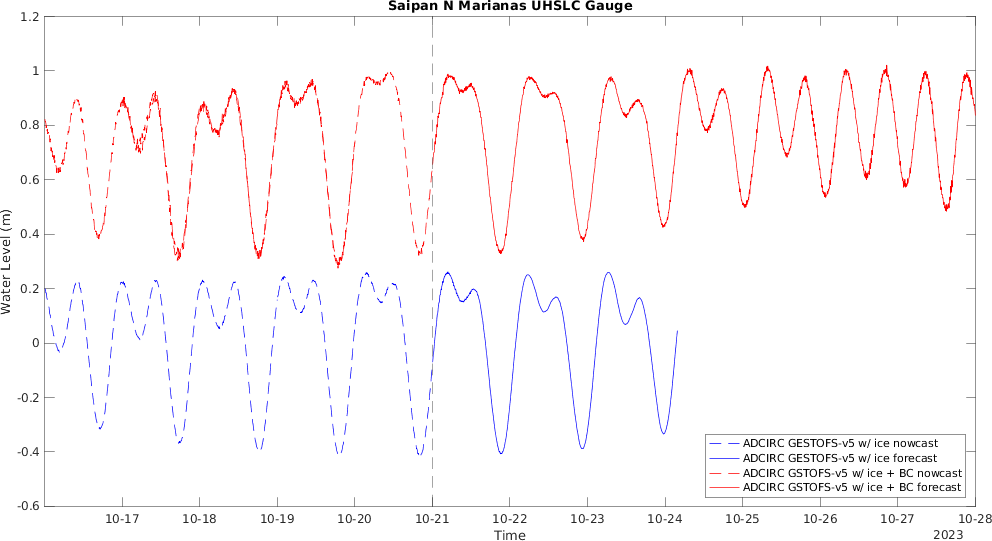 Saipan N Marianas UHSLC Gauge
1.2
1
0.8
0.6
0.4
0.2
0
-0.2
-0.4
-0.6
Water Level (m)
ADCIRC GESTOFS-v5 w/ ice nowcast
ADCIRC GESTOFS-v5 w/ ice forecast
ADCIRC GSTOFS-v5 w/ ice + BC nowcast
ADCIRC GSTOFS-v5 w/ ice + BC forecast
10-17 10-18 10-19 10-20 10-21 10-22 10-23 10-24 10-25 10-26 10-27 10-28
Time
2023